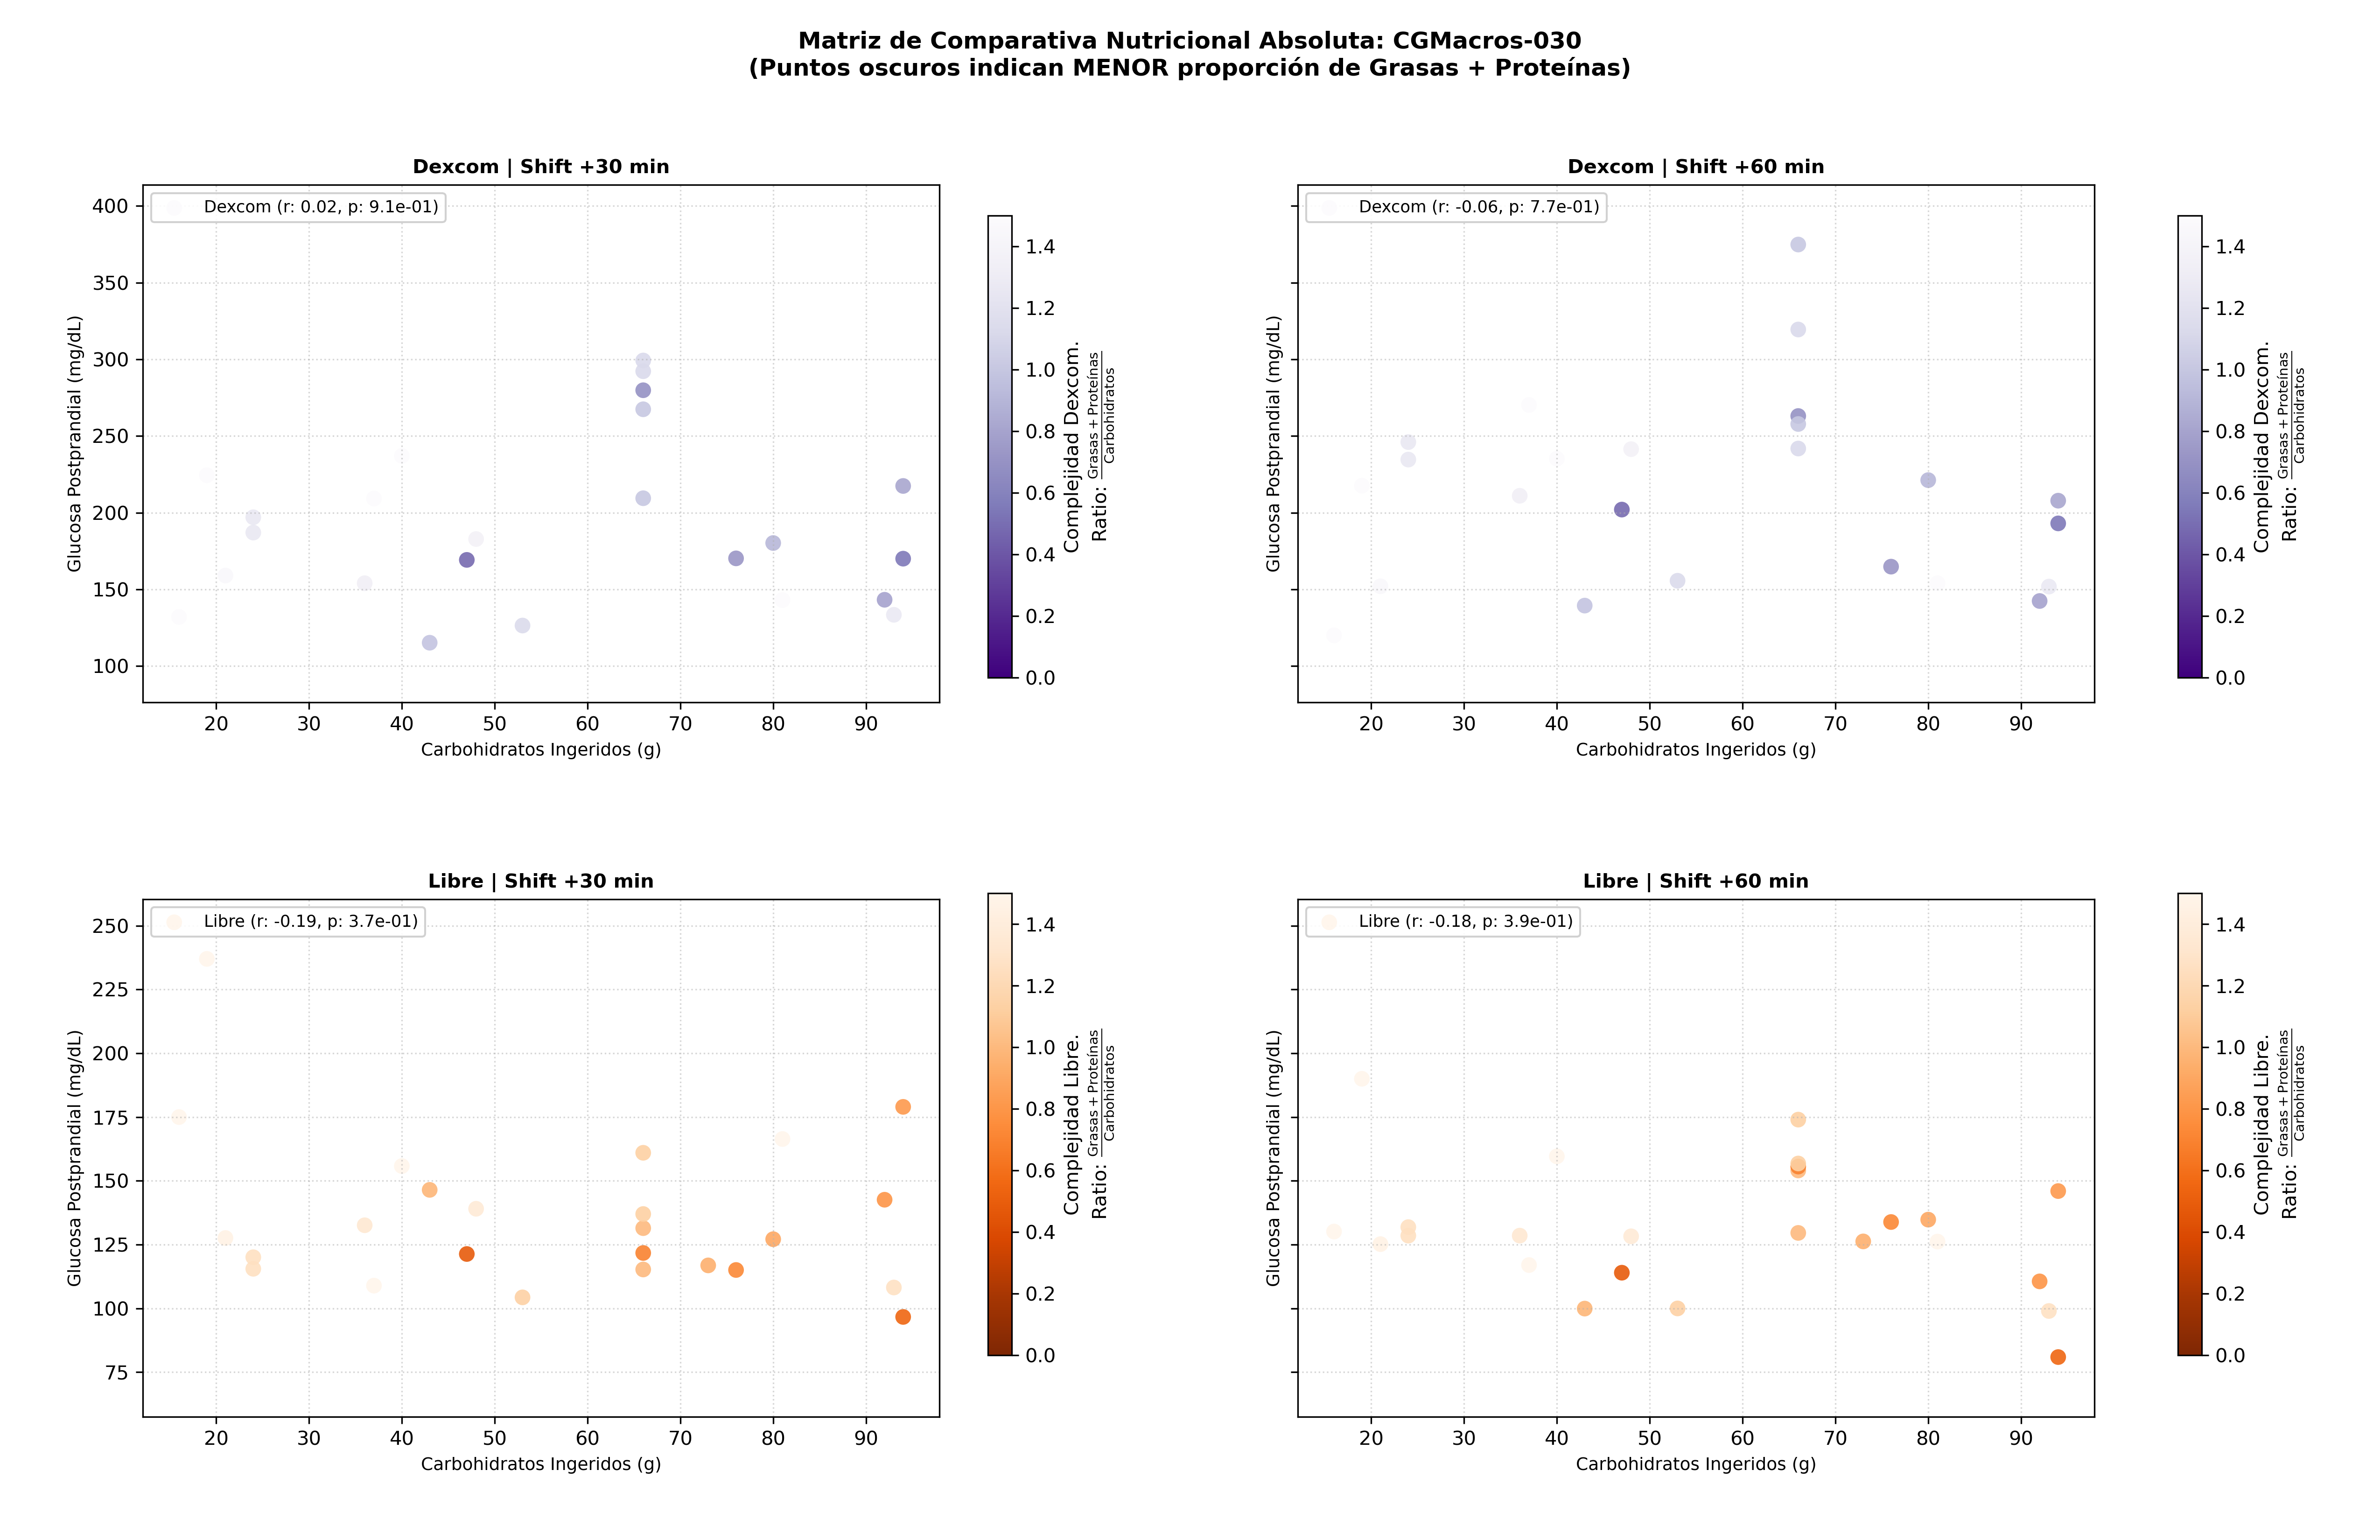 Matriz de Comparativa Nutricional Absoluta: CGMacros-030
(Puntos oscuros indican MENOR proporción de Grasas + Proteínas)
Dexcom | Shift +30 min
Dexcom (r: 0.02, p: 9.1e-01)
Glucosa Postprandial (mg/dL)
400
350
300
250
200
150
100
20 30 40 50 60 70 80 90
Carbohidratos Ingeridos (g)
1.4
1.2
1.0
0.8
0.6
0.4
0.2
0.0
Complejidad Dexcom.
Ratio: Grasas + Proteínas
Carbohidratos
Dexcom | Shift +60 min
Dexcom (r: -0.06, p: 7.7e-01)
Glucosa Postprandial (mg/dL)
20 30 40 50 60 70 80 90
Carbohidratos Ingeridos (g)
1.4
1.2
1.0
0.8
0.6
0.4
0.2
0.0
Complejidad Dexcom.
Ratio: Grasas + Proteínas
Carbohidratos
Libre | Shift +30 min
Libre (r: -0.19, p: 3.7e-01)
Glucosa Postprandial (mg/dL)
250
225
200
175
150
125
100
75
20 30 40 50 60 70 80 90
Carbohidratos Ingeridos (g)
1.4
1.2
1.0
0.8
0.6
0.4
0.2
0.0
Complejidad Libre.
Ratio: Grasas + Proteínas
Carbohidratos
Libre | Shift +60 min
Libre (r: -0.18, p: 3.9e-01)
Glucosa Postprandial (mg/dL)
20 30 40 50 60 70 80 90
Carbohidratos Ingeridos (g)
1.4
1.2
1.0
0.8
0.6
0.4
0.2
0.0
Complejidad Libre.
Ratio: Grasas + Proteínas
Carbohidratos